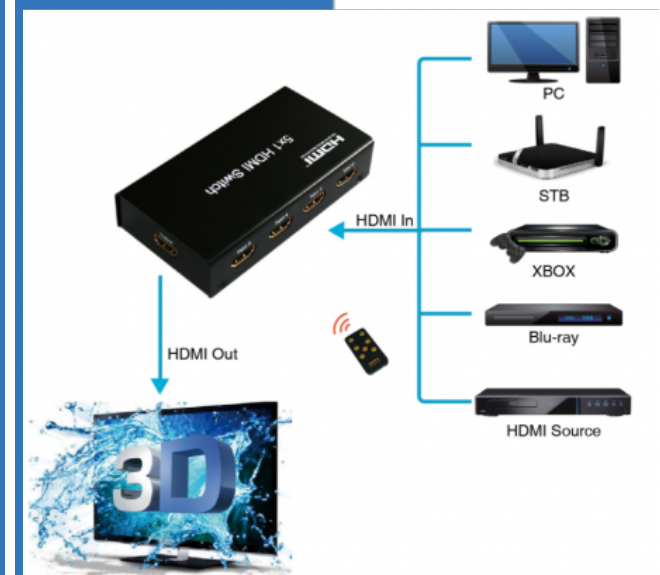 PC
STB
HDMI
5x1 HDMI Switch
HDMI In
XBOX
Blu-ray
HDMI Out
HDMI Source
3D